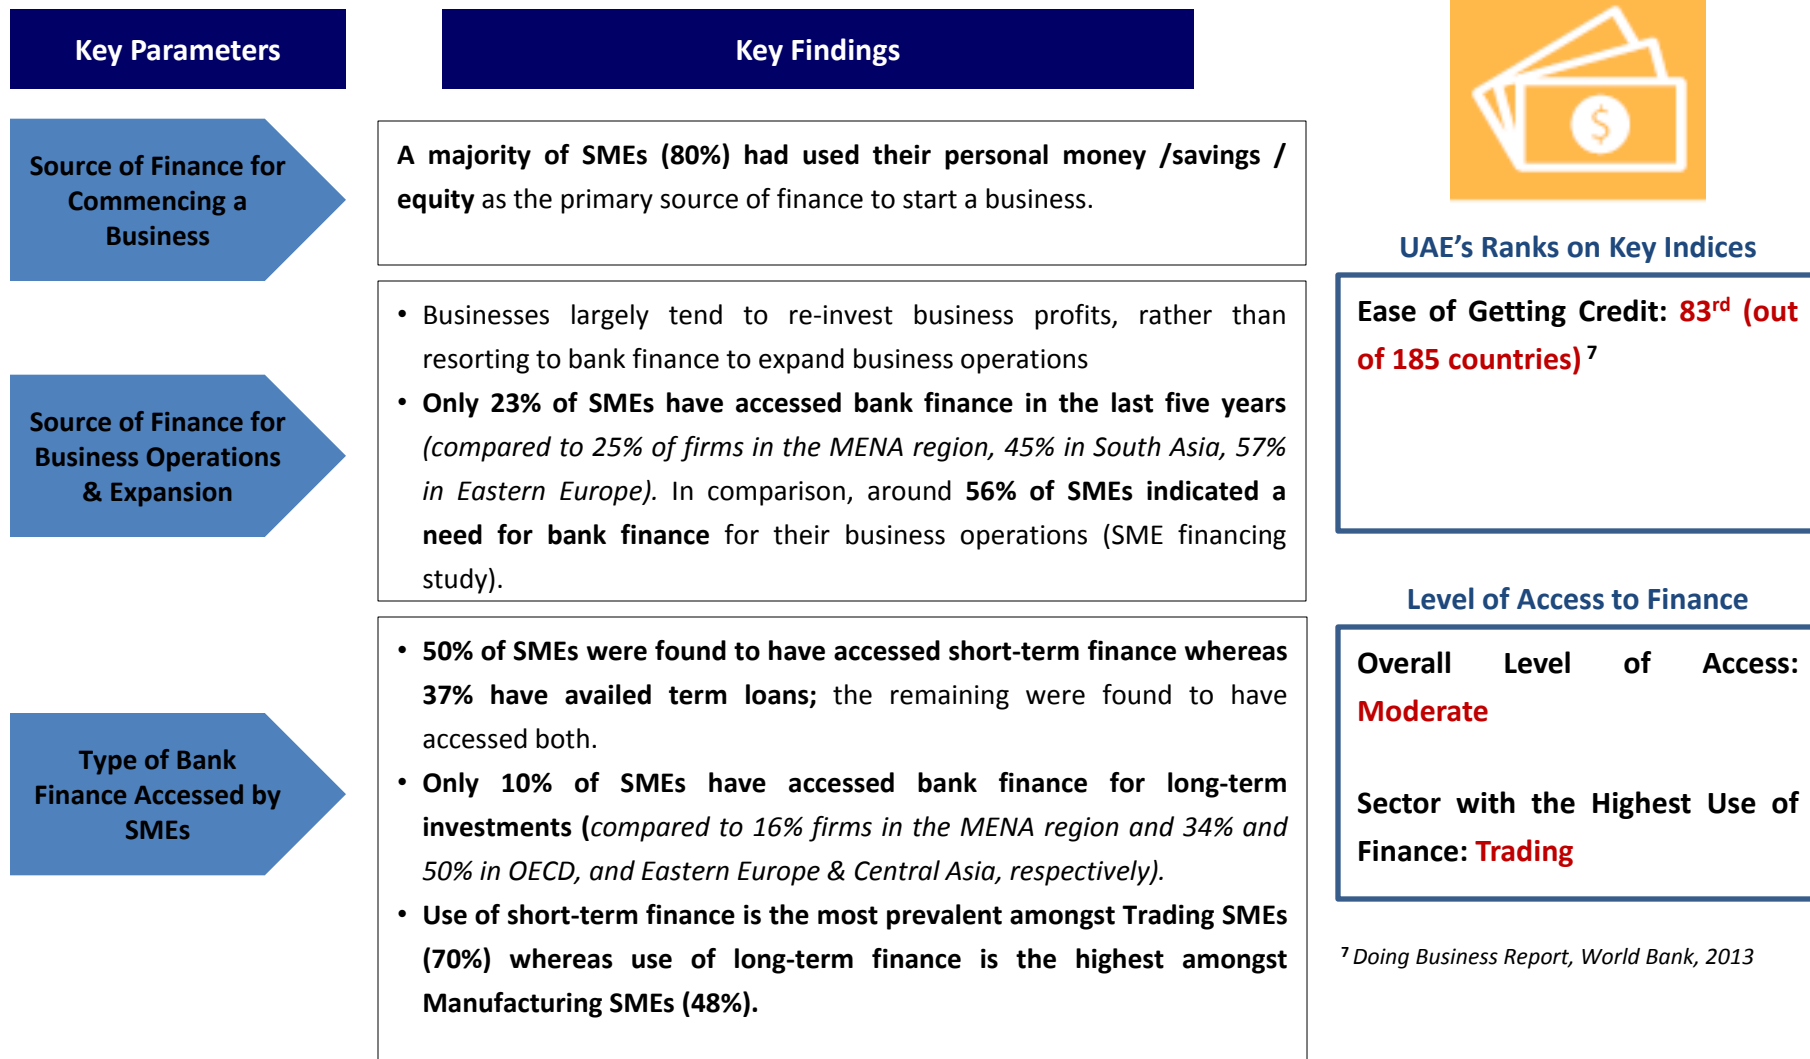 Key Parameters
Key Findings
Source of Finance for
Commencing a
Business
A majority of SMEs (80%) had used their personal money /savings /
equity as the primary source of finance to start a business.
Source of Finance for
Business Operations
& Expansion
• Businesses largely tend to re-invest business profits, rather than
resorting to bank finance to expand business operations
• Only 23% of SMEs have accessed bank finance in the last five years
(compared to 25% of firms in the MENA region, 45% in South Asia, 57%
in Eastern Europe). In comparison, around 56% of SMEs indicated a
need for bank finance for their business operations (SME financing
study).
Type of Bank
Finance Accessed by
SMEs
• 50% of SMEs were found to have accessed short-term finance whereas
37% have availed term loans; the remaining were found to have
accessed both.
• Only 10% of SMEs have accessed bank finance for long-term
investments (compared to 16% firms in the MENA region and 34% and
50% in OECD, and Eastern Europe & Central Asia, respectively).
• Use of short-term finance is the most prevalent amongst Trading SMEs
(70%) whereas use of long-term finance is the highest amongst
Manufacturing SMEs (48%).
$
UAE’s Ranks on Key Indices
Ease of Getting Credit: 83rd (out
of 185 countries) 7
Level of Access to Finance
Overall Level of Access:
Moderate
Sector with the Highest Use of
Finance: Trading
7 Doing Business Report, World Bank, 2013